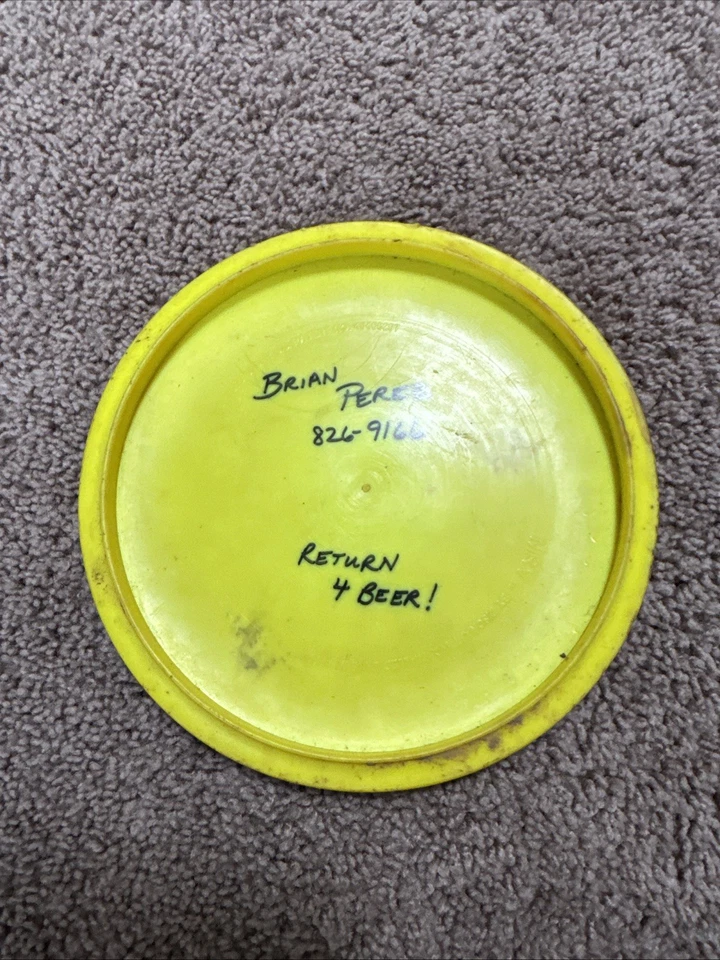 BRIAN
PEREZ
826-9166
RETURN
4 BEER!